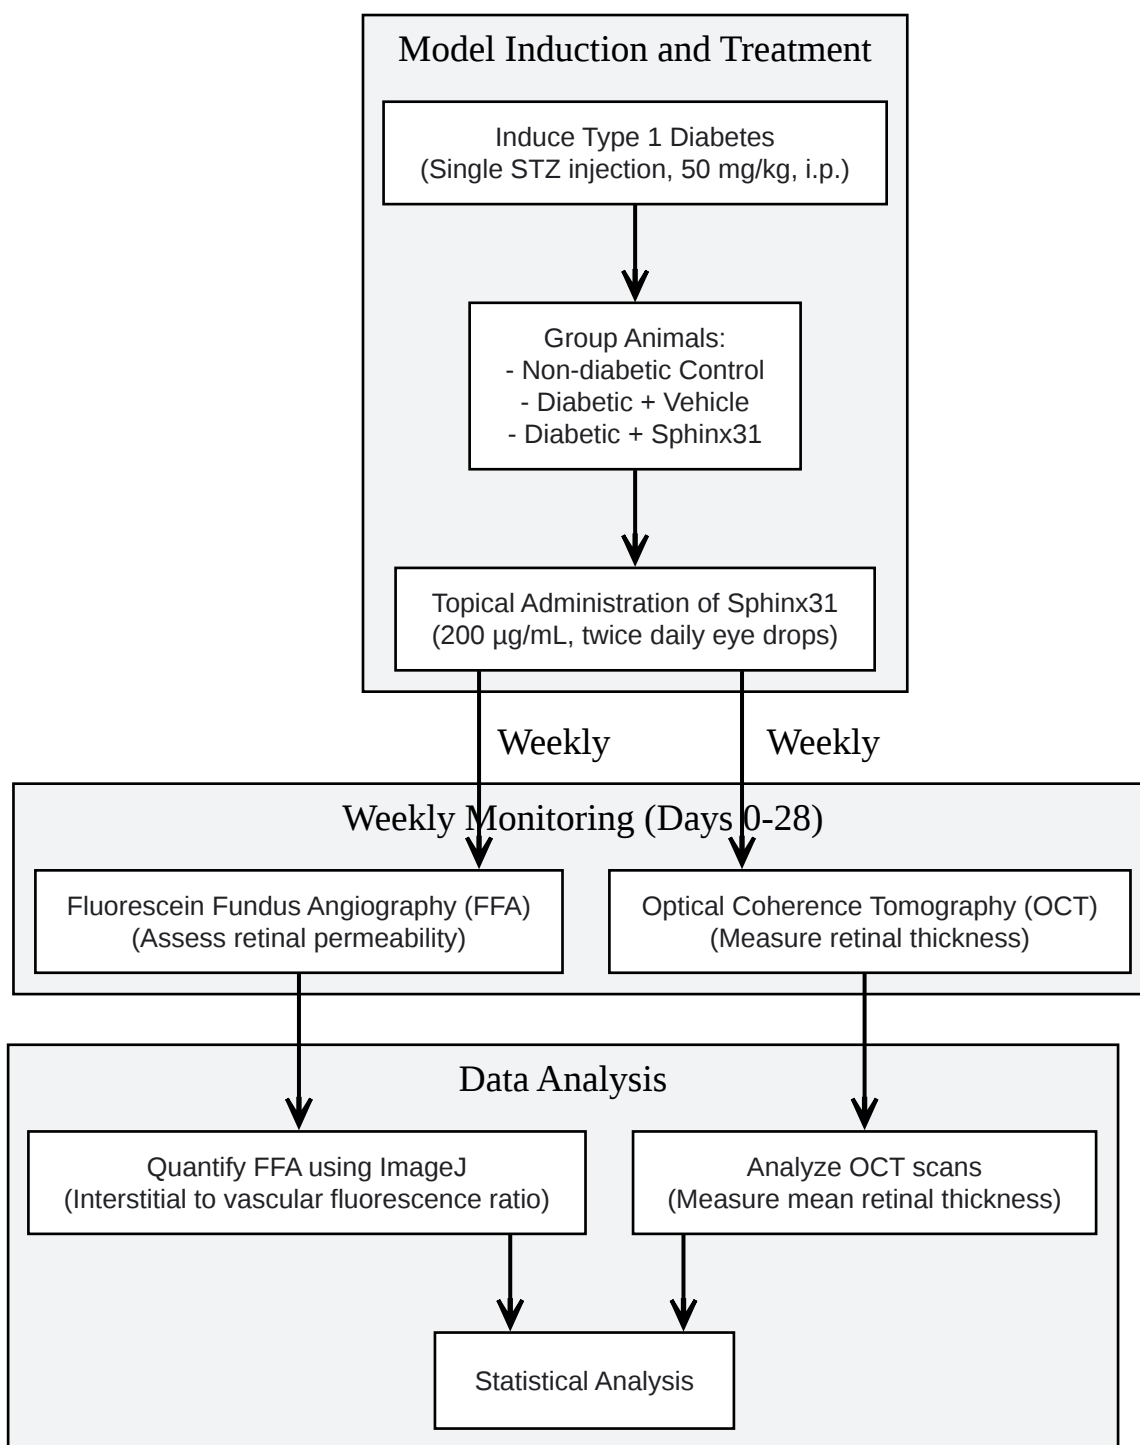 Model Induction and Treatment
Induce Type 1 Diabetes
(Single STZ injection, 50 mg/kg, i.p.)
Group Animals:
- Non-diabetic Control
- Diabetic + Vehicle
- Diabetic + Sphinx31
Topical Administration of Sphinx31
(200 µg/mL, twice daily eye drops)
Weekly
Weekly
Weekly Monitoring (Days 0-28)
Fluorescein Fundus Angiography (FFA)
(Assess retinal permeability)
Optical Coherence Tomography (OCT)
(Measure retinal thickness)
Data Analysis
Quantify FFA using ImageJ
(Interstitial to vascular fluorescence ratio)
Analyze OCT scans
(Measure mean retinal thickness)
Statistical Analysis